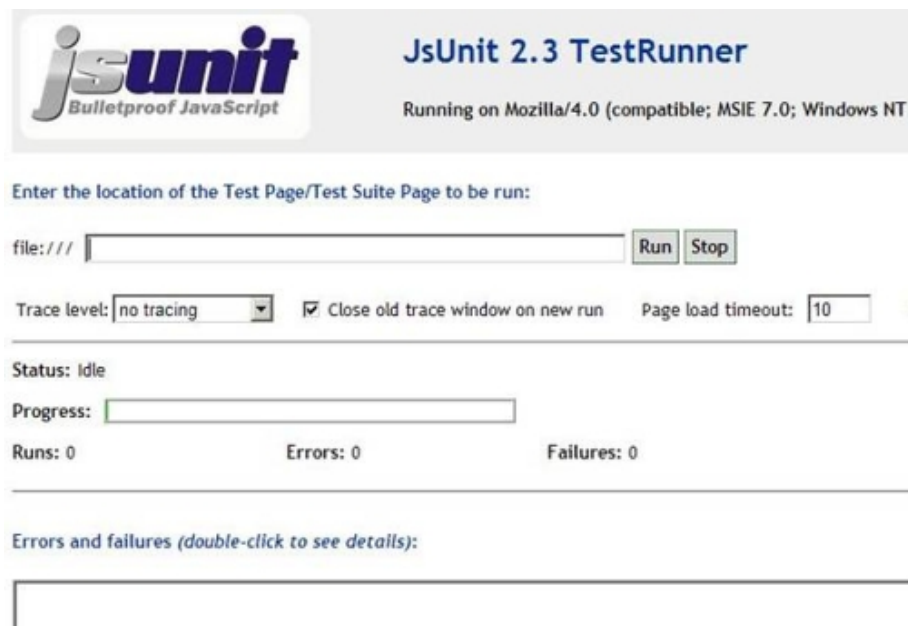 jsunit
Bulletproof JavaScript
JsUnit 2.3 TestRunner
Running on Mozilla/4.0 (compatible; MSIE 7.0; Windows NT
Enter the location of the Test Page/Test Suite Page to be run:
file:/// Run Stop
Trace level: no tracing Close old trace window on new run Page load timeout: 10
Status: Idle
Progress:
Runs: 0 Errors: 0 Failures: 0
Errors and failures (double-click to see details):